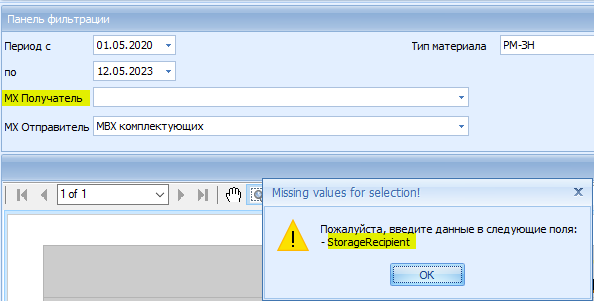 Панель фильтрации
Период с 01.05.2020 Тип материала РМ-ЗН
по 12.05.2023
МХ Получатель
МХ Отправитель МВХ комплектующих
1 of 1
Missing values for selection!
Пожалуйста, введите данные в следующие поля:
- StorageRecipient
OK